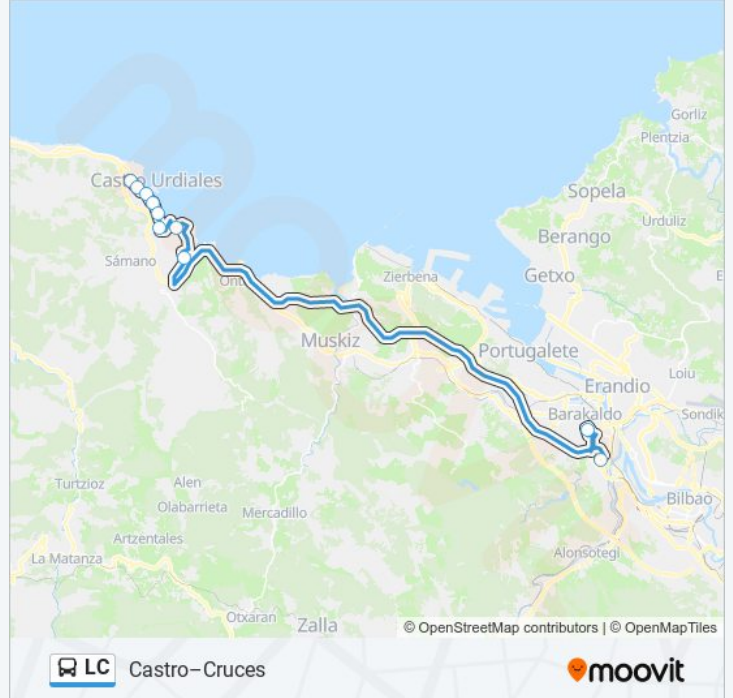 Gorliz
Plentzia
Castro Urdiales
Sopela
Urduliz
Berango
Sámano
Zierbena
Getxo
Muskiz
Portugalete
Loiu
Erandio
Barakaldo
Sondik
Turtzioz
Alen
Bilbao
Olabarrieta
Mercadillo
Artzentales
Alonsotegi
La Matanza
Otxaran
Zalla
© OpenStreetMap contributors | © OpenMapTiles
LC Castro–Cruces
moovit